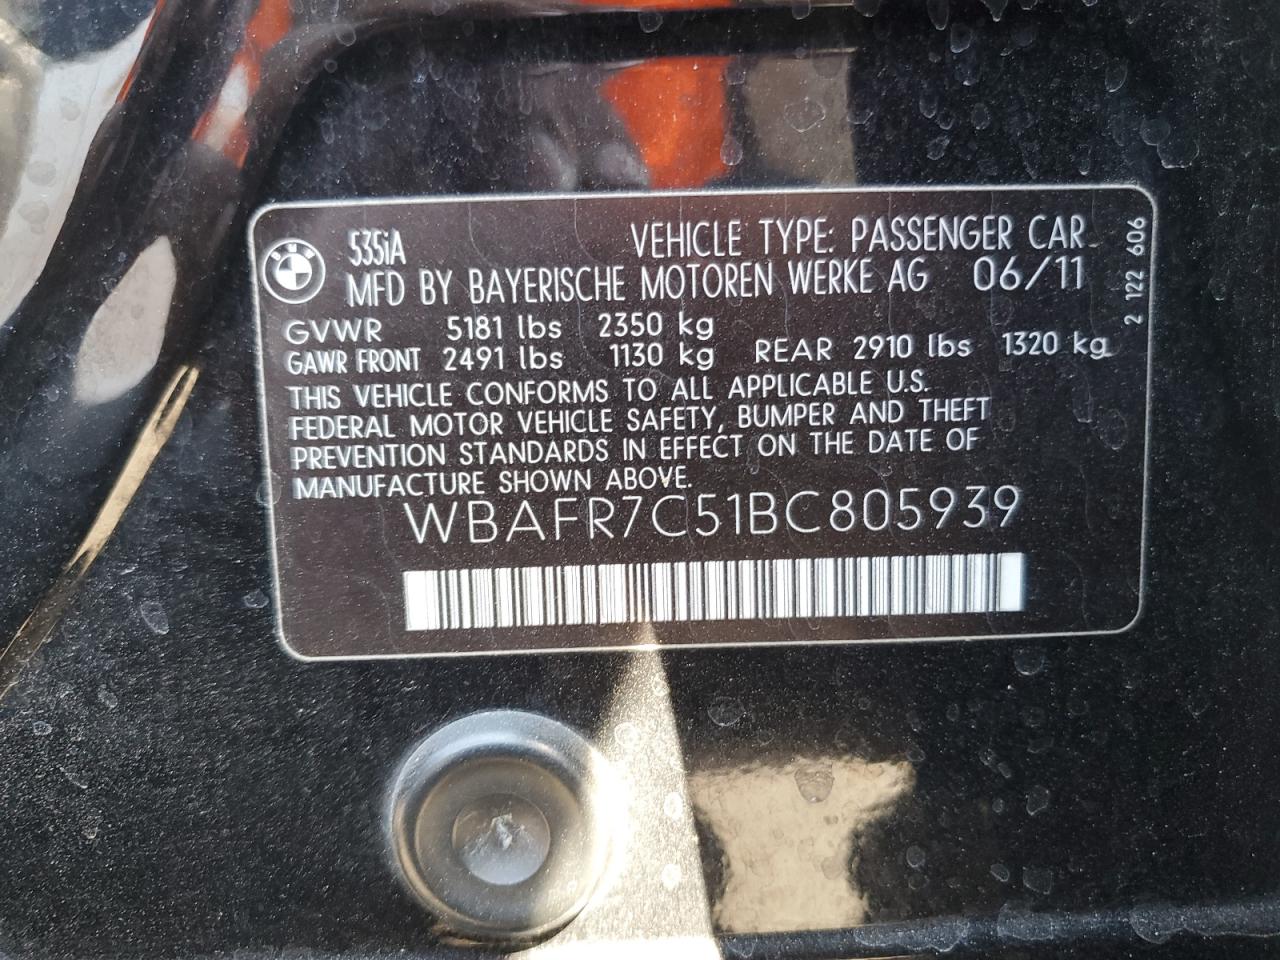 535iA VEHICLE TYPE: PASSENGER CAR
MFD BY BAYERISCHE MOTOREN WERKE AG 06/11
GVWR 5181 lbs 2350 kg
GAWR FRONT 2491 lbs 1130 kg REAR 2910 lbs 1320 kg
THIS VEHICLE CONFORMS TO ALL APPLICABLE U.S.
FEDERAL MOTOR VEHICLE SAFETY, BUMPER AND THEFT
PREVENTION STANDARDS IN EFFECT ON THE DATE OF
MANUFACTURE SHOWN ABOVE.
WBAFR7C51BC805939
2 122 606